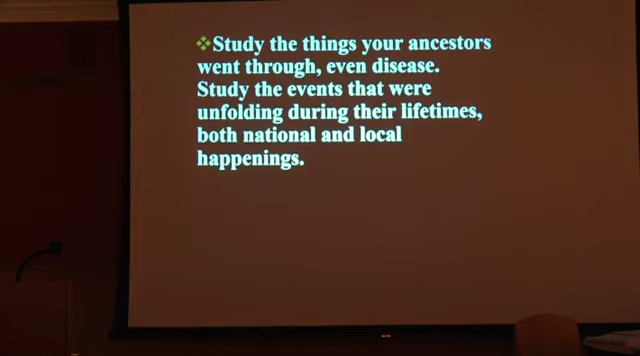 ❖Study the things your ancestors
went through, even disease.
Study the events that were
unfolding during their lifetimes,
both national and local
happenings.